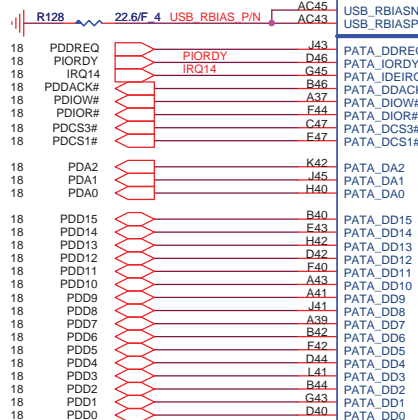 AC45 USB_RBIASN
R128 22.6/F_4 USB_RBIAS_P/N AC43 USB_RBIASP
18 PDDREQ J43 PATA_DDREQ
18 PIORDY PIORDY D46 PATA_IORDY
18 IRQ14 IRQ14 G45 PATA_IDEIRQ
18 PDDACK# B46 PATA_DDACK
18 PDIOW# A37 PATA_DIOW#
18 PDIOR# F44 PATA_DIOR#
18 PDCS3# C47 PATA_DCS3#
18 PDCS1# E47 PATA_DCS1#
18 PDA2 K42 PATA_DA2
18 PDA1 J45 PATA_DA1
18 PDA0 H40 PATA_DA0
18 PDD15 B40 PATA_DD15
18 PDD14 E43 PATA_DD14
18 PDD13 H42 PATA_DD13
18 PDD12 D42 PATA_DD12
18 PDD11 F40 PATA_DD11
18 PDD10 A43 PATA_DD10
18 PDD9 A41 PATA_DD9
18 PDD8 J41 PATA_DD8
18 PDD7 A39 PATA_DD7
18 PDD6 B42 PATA_DD6
18 PDD5 F42 PATA_DD5
18 PDD4 D44 PATA_DD4
18 PDD3 L41 PATA_DD3
18 PDD2 B44 PATA_DD2
18 PDD1 G43 PATA_DD1
18 PDD0 D40 PATA_DD0